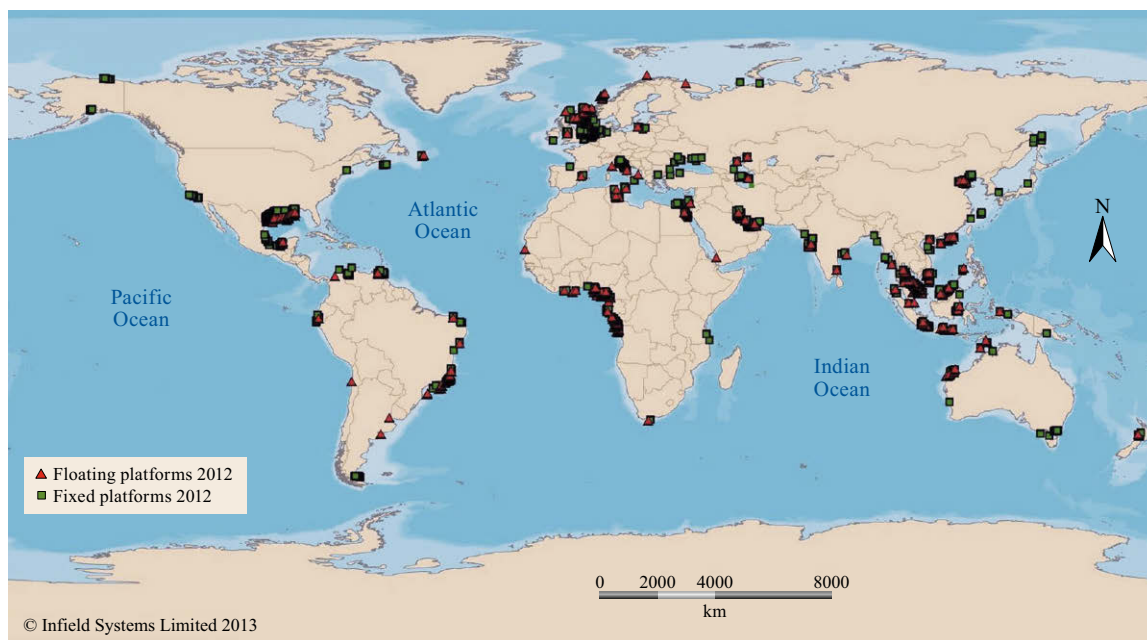 Atlantic
Ocean
N
Pacific
Ocean
Indian
Ocean
Floating platforms 2012
Fixed platforms 2012
0 2000 4000 8000
km
© Infield Systems Limited 2013